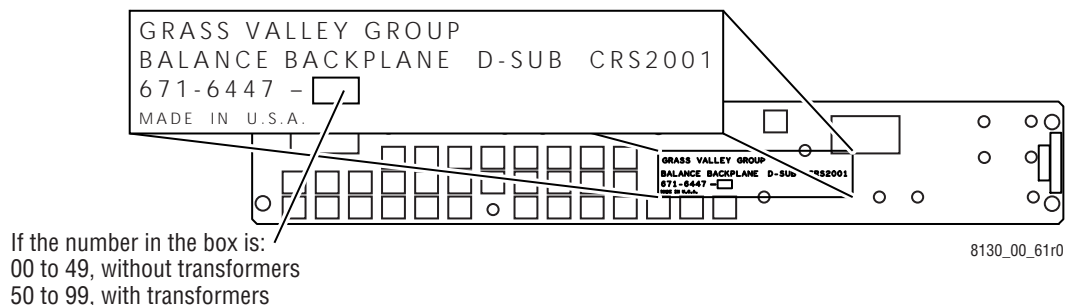 GRASS VALLEY GROUP
BALANCE BACKPLANE D-SUB CRS2001
671-6447 –
MADE IN U.S.A.
GRASS VALLEY GROUP
BALANCE BACKPLANE D-SUB CRS2001
671-6447 –
MADE IN U.S.A.
If the number in the box is:
00 to 49, without transformers
50 to 99, with transformers
8130_00_61r0